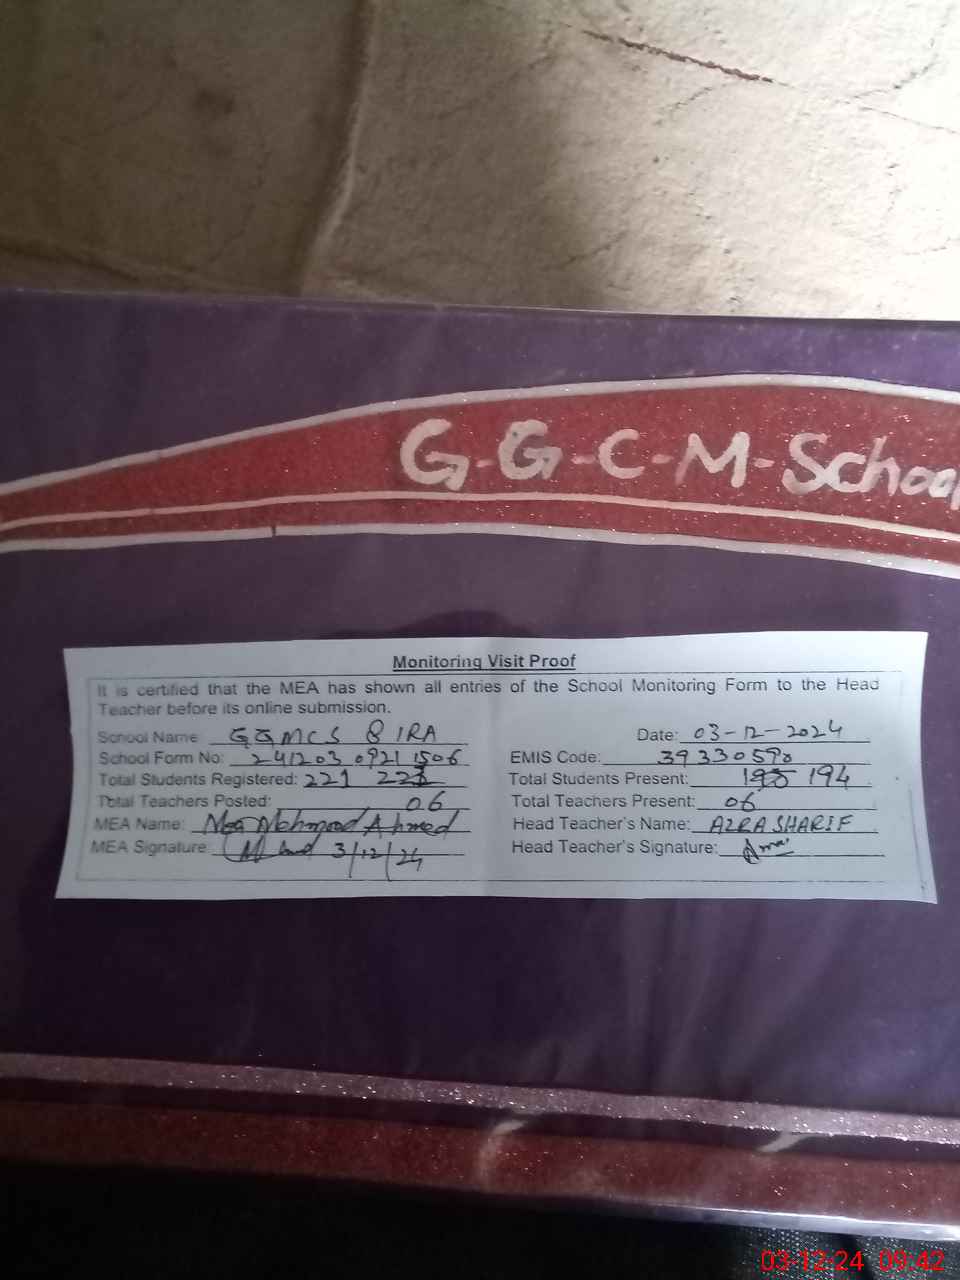 G-G-C-M-School
Monitoring Visit Proof
It is certified that the MEA has shown all entries of the School Monitoring Form to the Head
Teacher before its online submission.
School Name GGMCS QIRA Date: 03-12-2024
School Form No: 241203 0921 1506 EMIS Code: 39330590
Total Students Registered: 221 Total Students Present: 195 194
Total Teachers Posted: 06 Total Teachers Present: 06
MEA Name: Mehmood Ahmed Head Teacher's Name: AZRA SHARIF
MEA Signature: 3/12/24 Head Teacher's Signature:
03-12-24 09:42